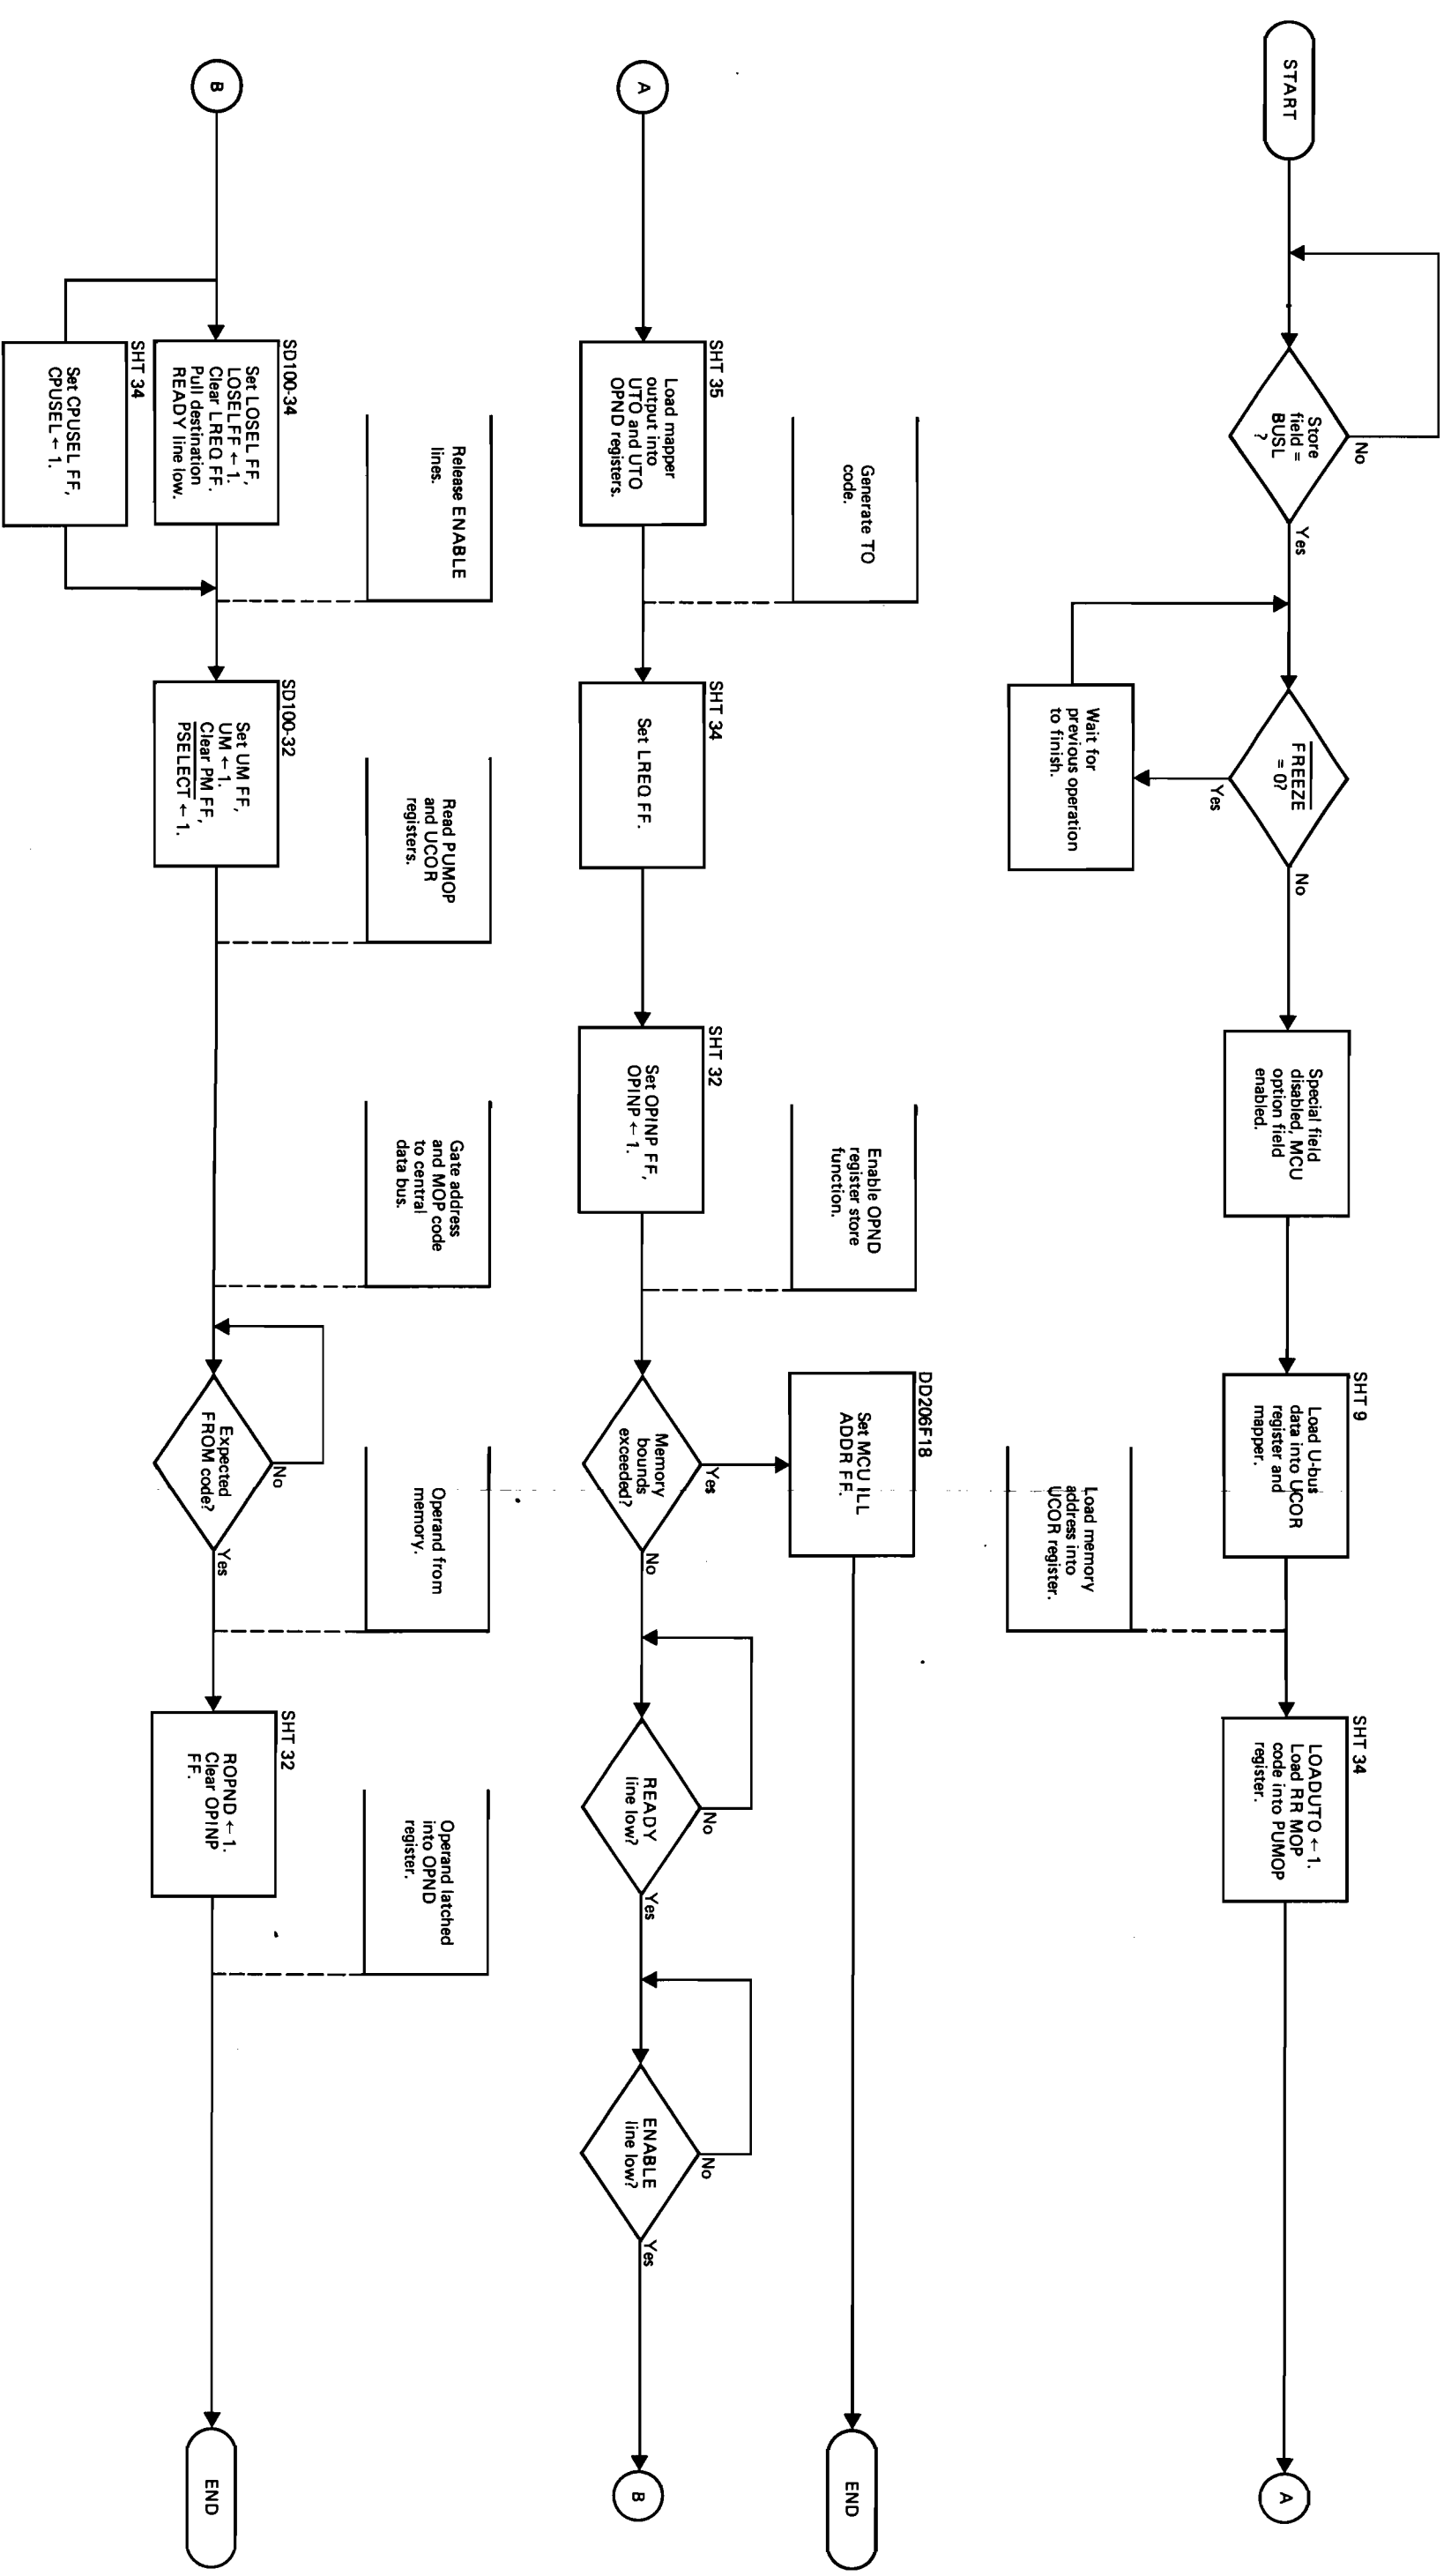 START
Store
field =
BUSL
?
No
Yes
FREEZE
= 0?
Yes
No
Wait for
previous operation
to finish.
Special field
disabled, MCU
option field
enabled.
SHT 9
Load U-bus
data into UCOR
register and
mapper.
Load memory
address into
UCOR register.
SHT 34
LOADUTO ← 1.
Load RR MOP
code into PUMOP
register.
A
A
SHT 35
Load mapper
output into
UTO and UTO
OPND registers.
Generate TO
code.
SHT 34
Set LREQ FF.
SHT 32
Set OPINP FF,
OPINP ← 1.
Enable OPND
register store
function.
Memory
bounds
exceeded?
Yes
No
DD206F18
Set MCU ILL
ADDR FF.
END
READY
line low?
No
Yes
ENABLE
line low?
No
Yes
B
B
SD100-34
Set LOSEL FF,
LOSELFF ← 1.
Clear LREQ FF.
Pull destination
READY line low.
SHT 34
Set CPUSEL FF,
CPUSEL ← 1.
Release ENABLE
lines.
SD100-32
Set UM FF,
UM ← 1.
Clear PM FF,
PSELECT ← 1.
Read PUMOP
and UCOR
registers.
Gate address
and MOP code
to central
data bus.
Expected
FROM code?
No
Yes
Operand from
memory.
SHT 32
ROPND ← 1.
Clear OPINP
FF.
Operand latched
into OPND
register.
END